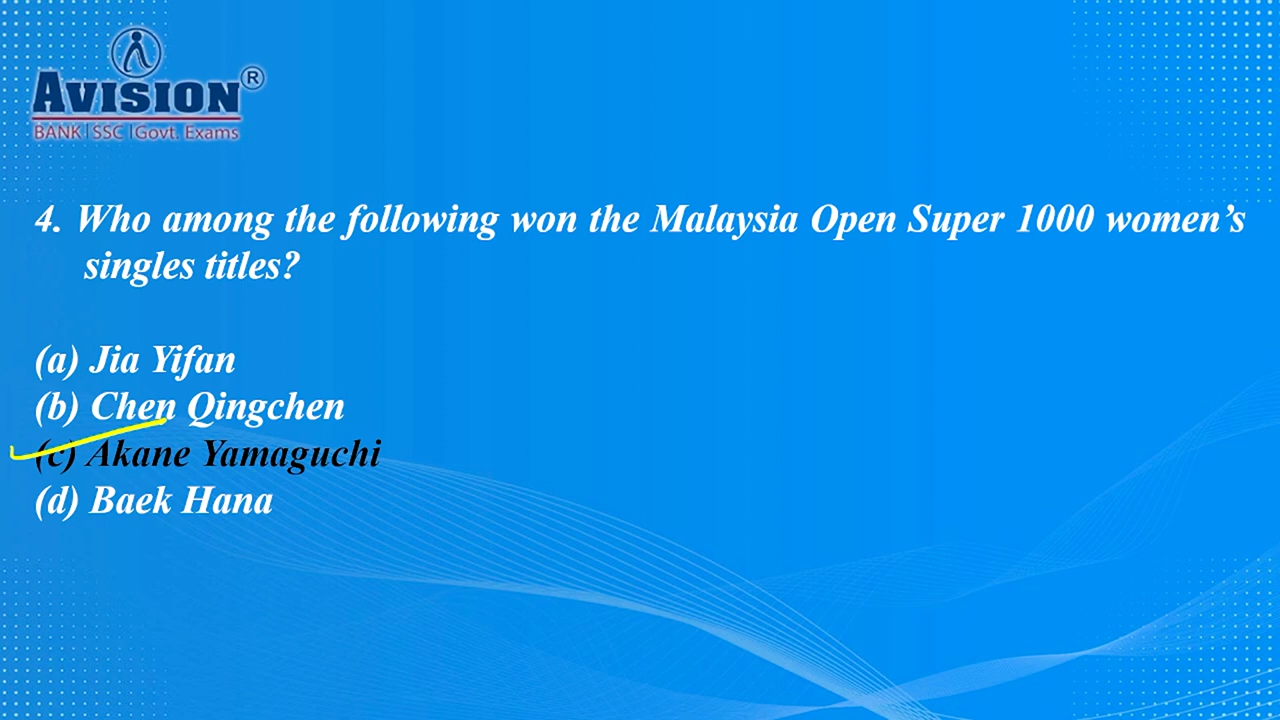 AVISION®
BANK|SSC|Govt. Exams
4. Who among the following won the Malaysia Open Super 1000 women’s
singles titles?
(a) Jia Yifan
(b) Chen Qingchen
(c) Akane Yamaguchi
(d) Baek Hana